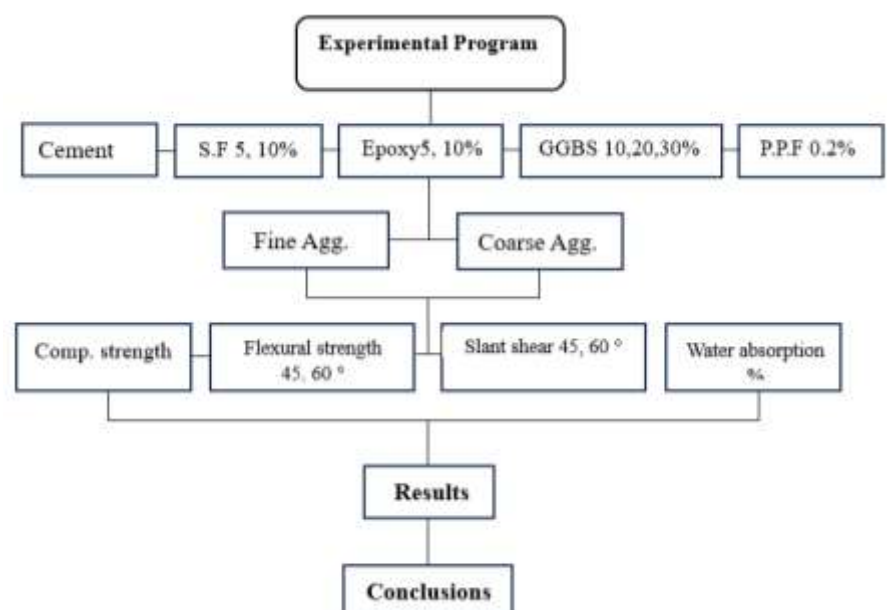 Experimental Program
Cement
S.F 5, 10%
Epoxy5, 10%
GGBS 10,20,30%
P.P.F 0.2%
Fine Agg.
Coarse Agg.
Comp. strength
Flexural strength
45, 60 °
Slant shear 45, 60 °
Water absorption
%
Results
Conclusions